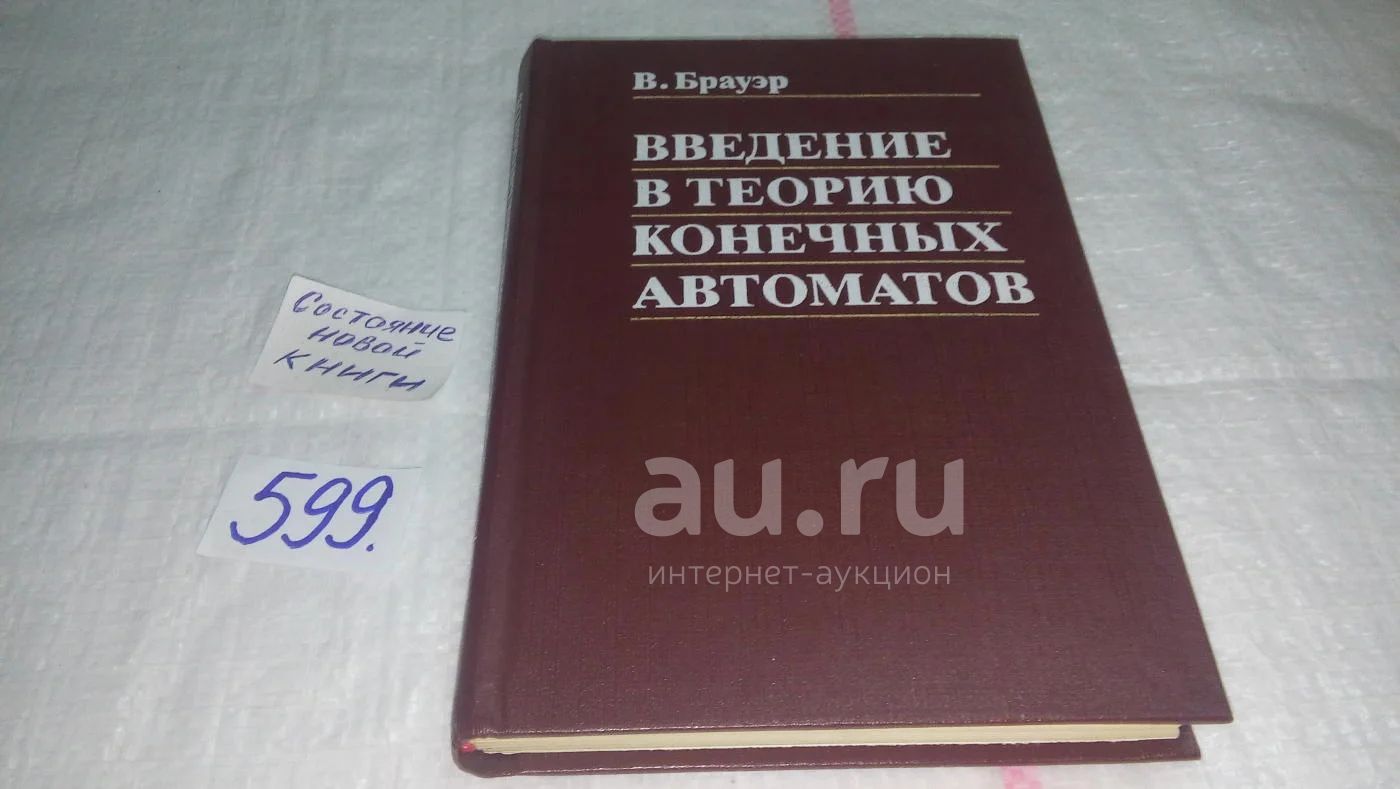 В. Брауэр
ВВЕДЕНИЕ
В ТЕОРИЮ
КОНЕЧНЫХ
АВТОМАТОВ
Состояние
новой
книги
599.
au.ru
интернет-аукцион